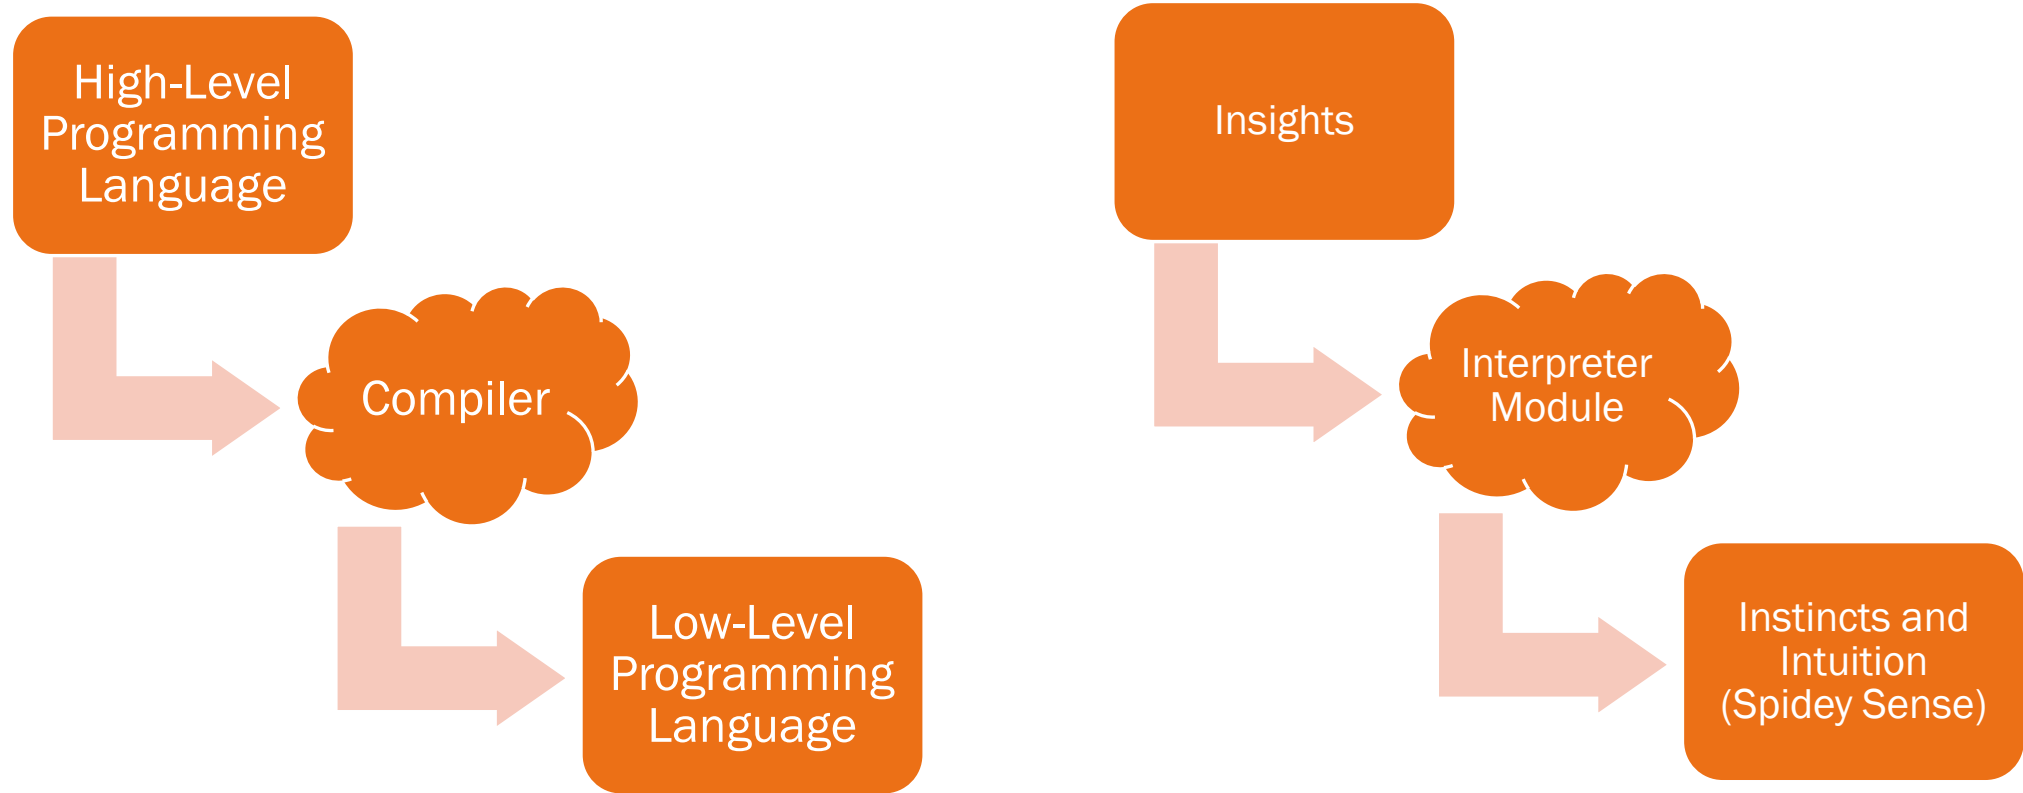 High-Level
Programming
Language
Compiler
Low-Level
Programming
Language
Insights
Interpreter
Module
Instincts and
Intuition
(Spidey Sense)